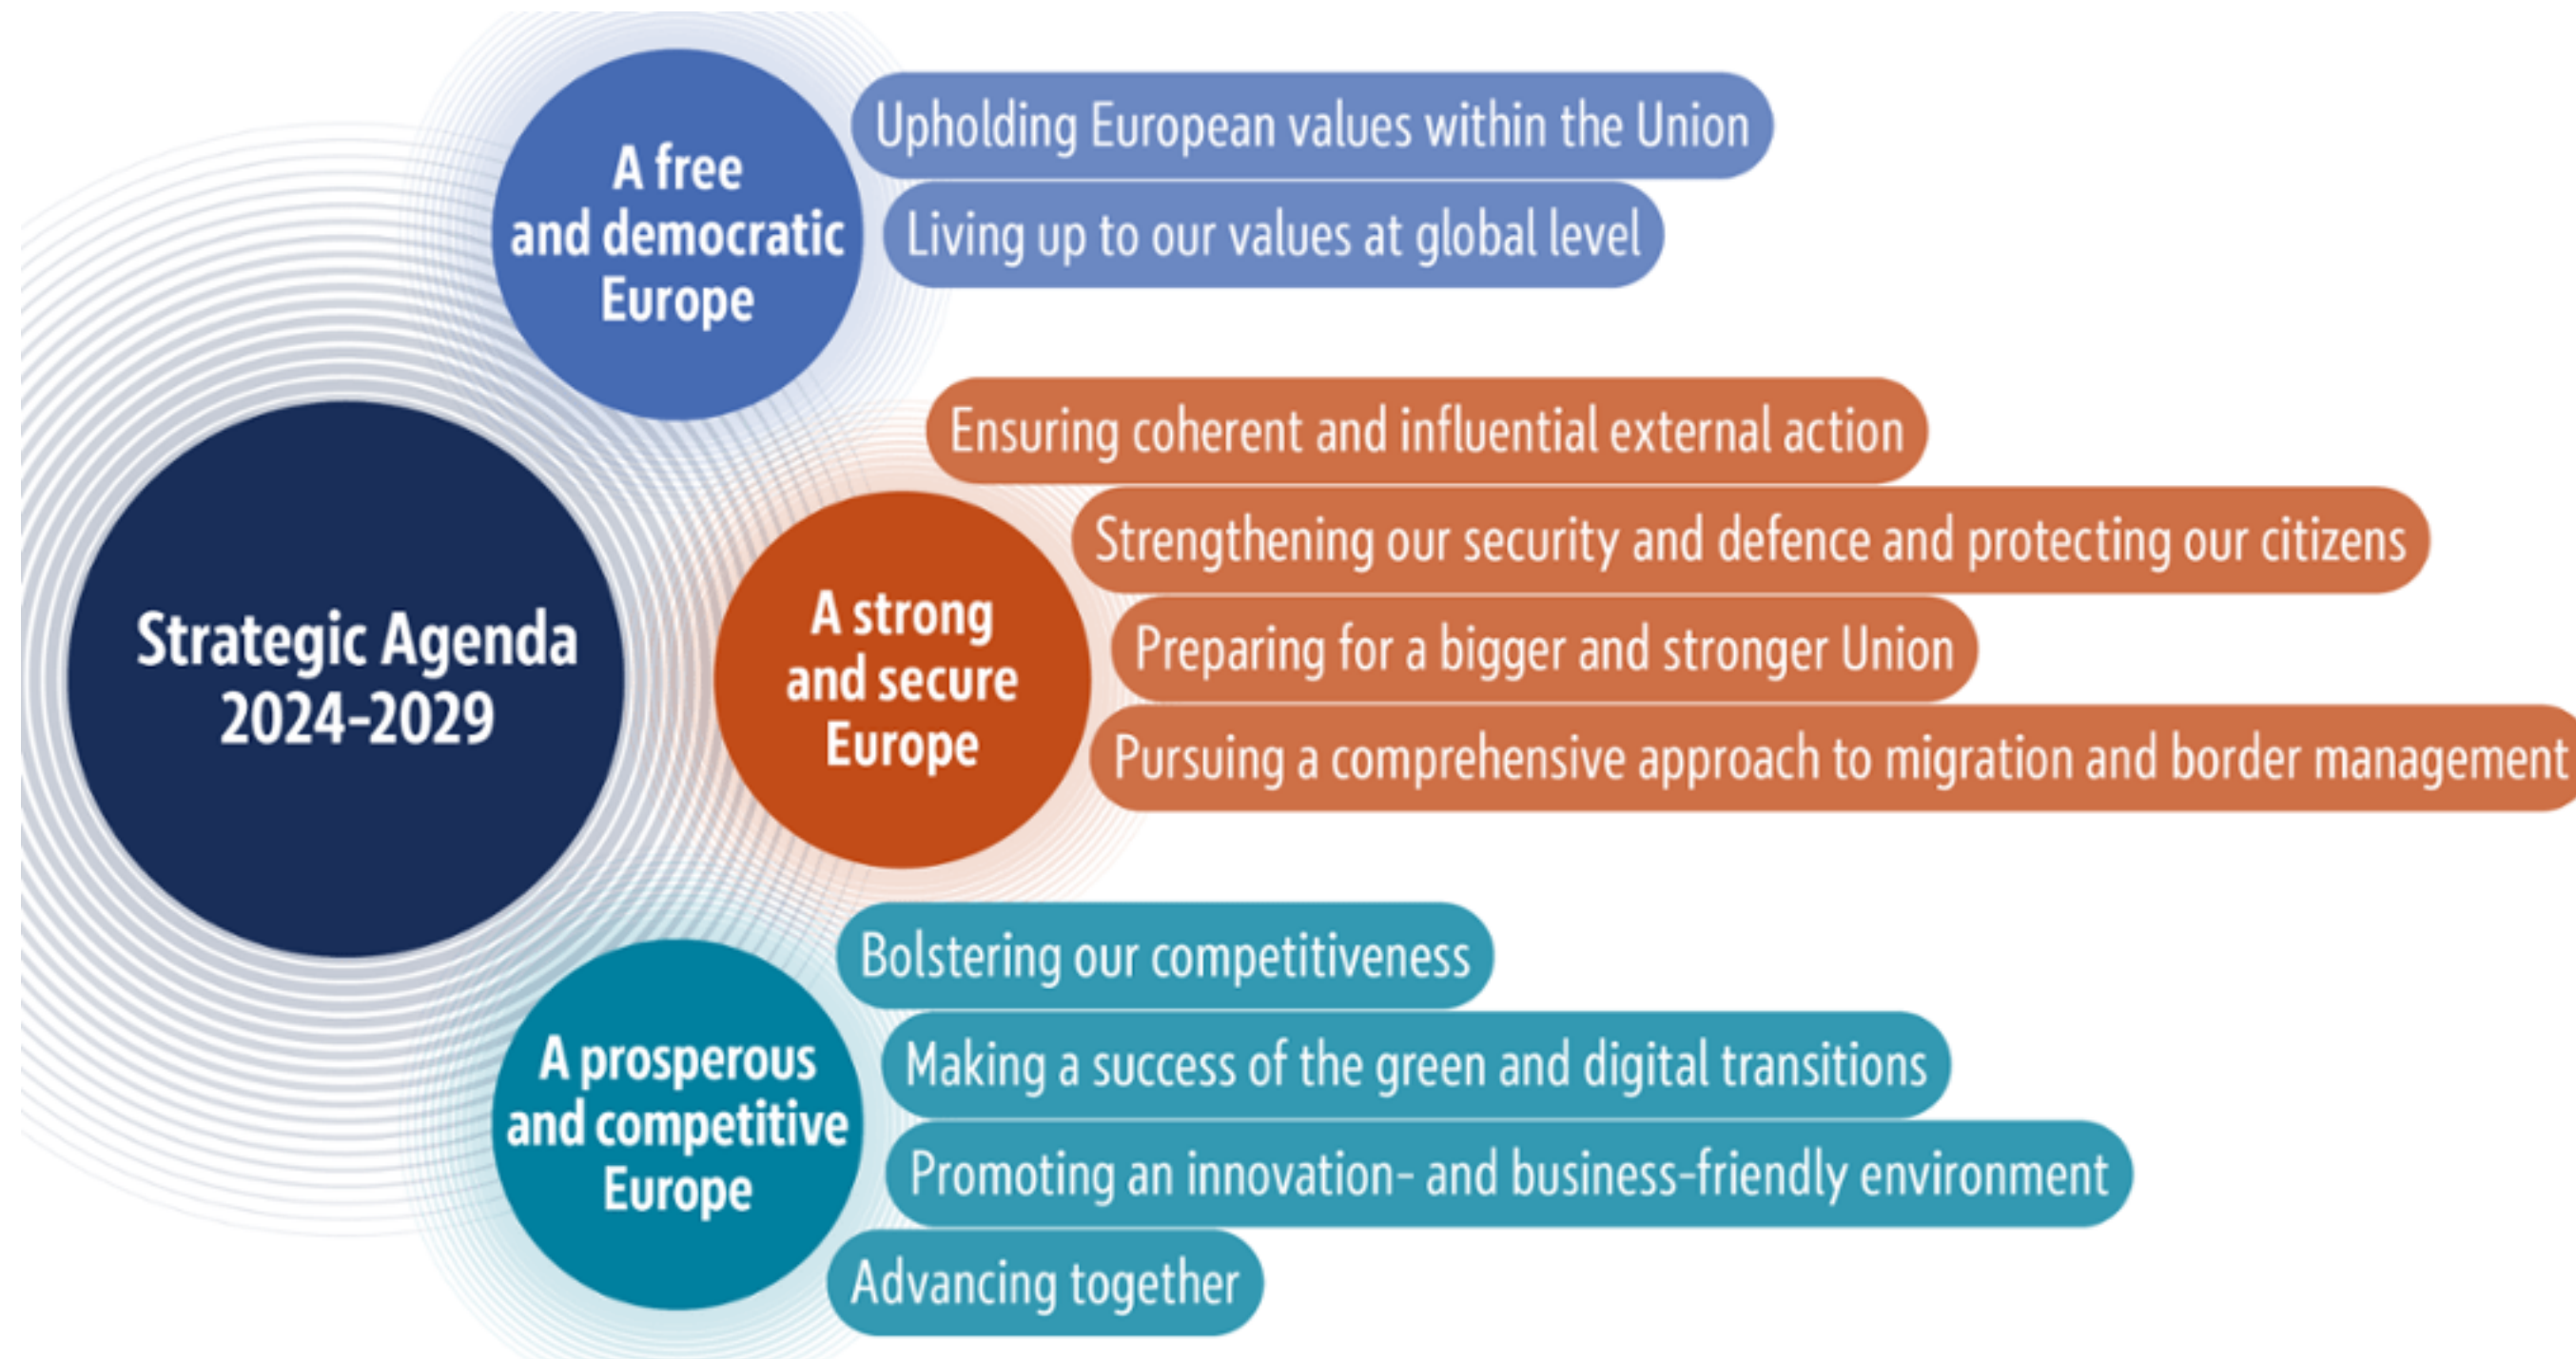 Strategic Agenda
2024–2029
A free
and democratic
Europe
Upholding European values within the Union
Living up to our values at global level
A strong
and secure
Europe
Ensuring coherent and influential external action
Strengthening our security and defence and protecting our citizens
Preparing for a bigger and stronger Union
Pursuing a comprehensive approach to migration and border management
A prosperous
and competitive
Europe
Bolstering our competitiveness
Making a success of the green and digital transitions
Promoting an innovation- and business-friendly environment
Advancing together